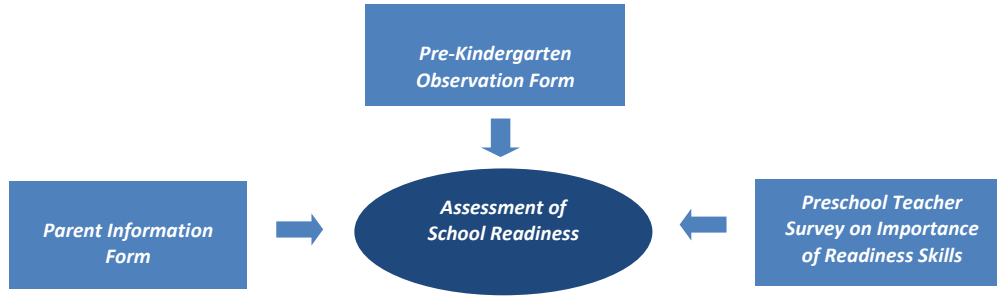 Pre-Kindergarten
Observation Form
Assessment of
School Readiness
Parent Information
Form
Preschool Teacher
Survey on Importance
of Readiness Skills